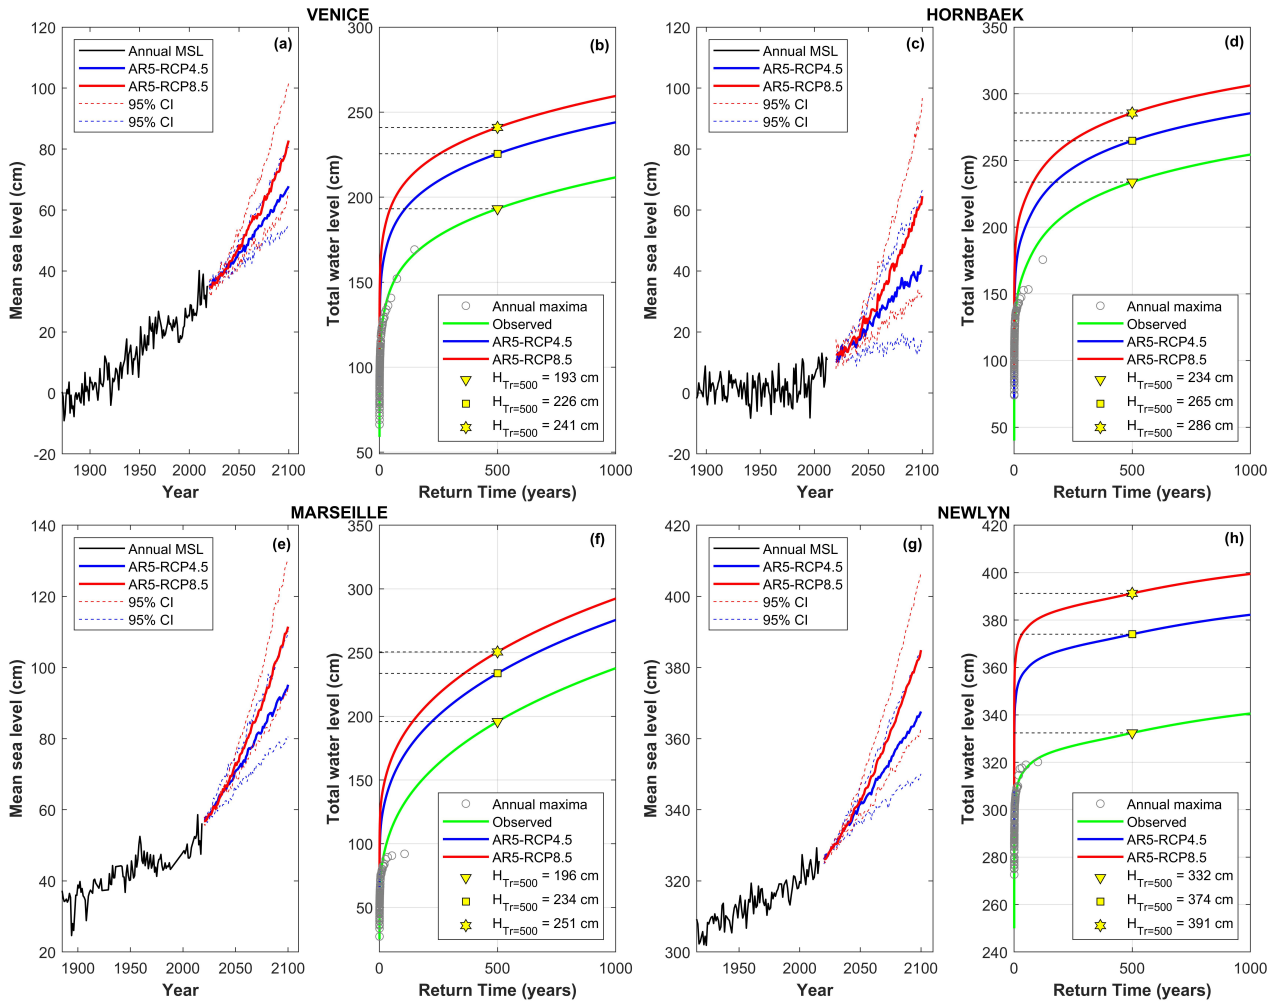 VENICE
(a)
Annual MSL
AR5-RCP4.5
AR5-RCP8.5
95% CI
95% CI
Mean sea level (cm)
120
100
80
60
40
20
0
-20
1900 1950 2000 2050 2100
Year
(b)
Total water level (cm)
300
250
200
150
100
50
Annual maxima
Observed
AR5-RCP4.5
AR5-RCP8.5
H_Tr=500 = 193 cm
H_Tr=500 = 226 cm
H_Tr=500 = 241 cm
0 500 1000
Return Time (years)
HORNBAEK
(c)
Annual MSL
AR5-RCP4.5
AR5-RCP8.5
95% CI
95% CI
Mean sea level (cm)
120
100
80
60
40
20
0
-20
1900 1950 2000 2050 2100
Year
(d)
Total water level (cm)
350
300
250
200
150
100
50
Annual maxima
Observed
AR5-RCP4.5
AR5-RCP8.5
H_Tr=500 = 234 cm
H_Tr=500 = 265 cm
H_Tr=500 = 286 cm
0 500 1000
Return Time (years)
MARSEILLE
(e)
Annual MSL
AR5-RCP4.5
AR5-RCP8.5
95% CI
95% CI
Mean sea level (cm)
140
120
100
80
60
40
20
1900 1950 2000 2050 2100
Year
(f)
Total water level (cm)
350
300
250
200
150
100
50
Annual maxima
Observed
AR5-RCP4.5
AR5-RCP8.5
H_Tr=500 = 196 cm
H_Tr=500 = 234 cm
H_Tr=500 = 251 cm
0 500 1000
Return Time (years)
NEWLYN
(g)
Annual MSL
AR5-RCP4.5
AR5-RCP8.5
95% CI
95% CI
Mean sea level (cm)
420
400
380
360
340
320
300
1950 2000 2050 2100
Year
(h)
Total water level (cm)
420
400
380
360
340
320
300
280
260
240
Annual maxima
Observed
AR5-RCP4.5
AR5-RCP8.5
H_Tr=500 = 332 cm
H_Tr=500 = 374 cm
H_Tr=500 = 391 cm
0 500 1000
Return Time (years)